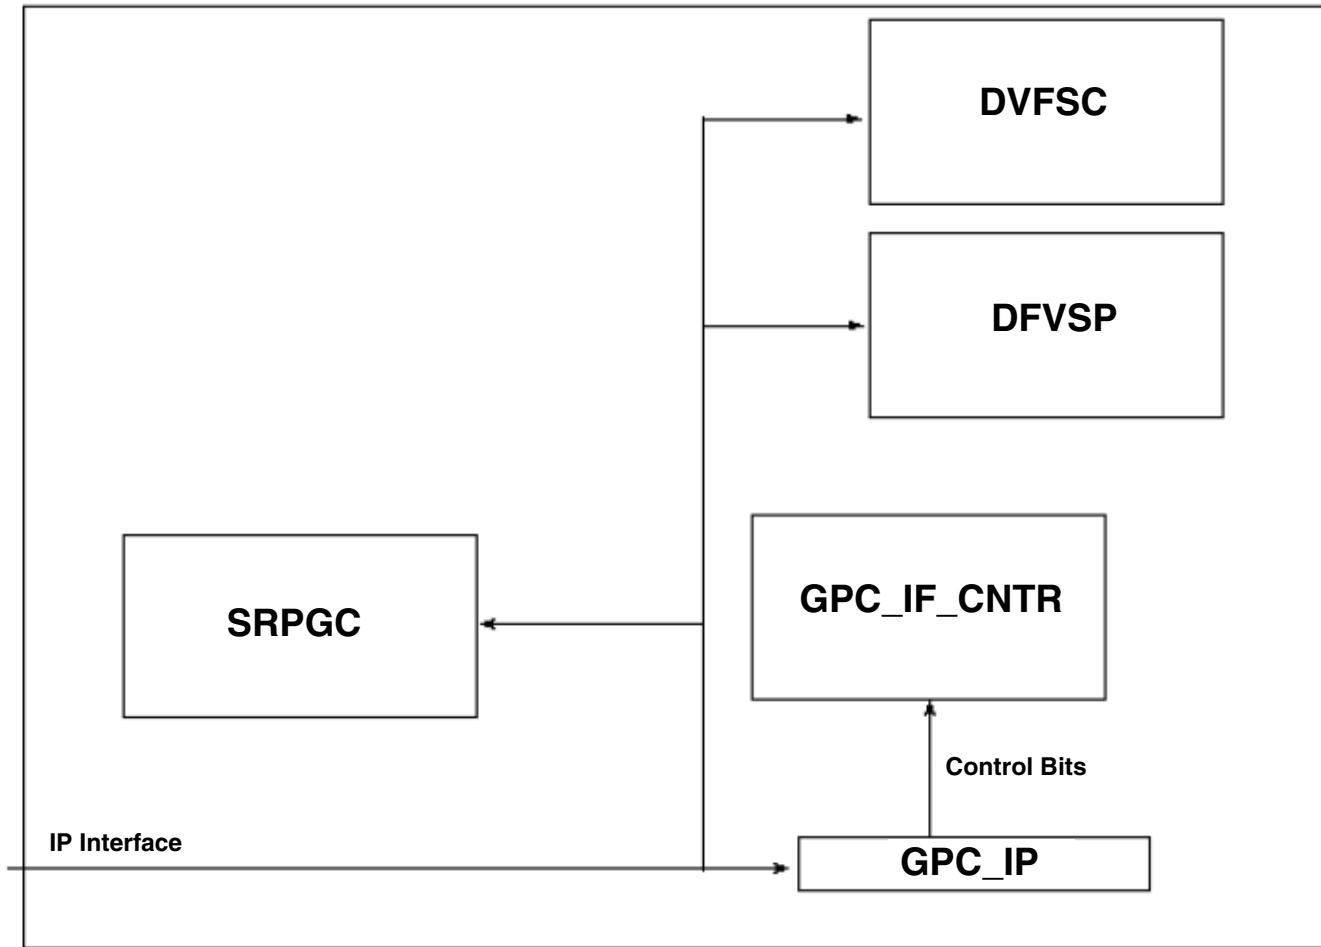 DVFSC
DFVSP
GPC_IF_CNTR
SRPGC
Control Bits
IP Interface
GPC_IP